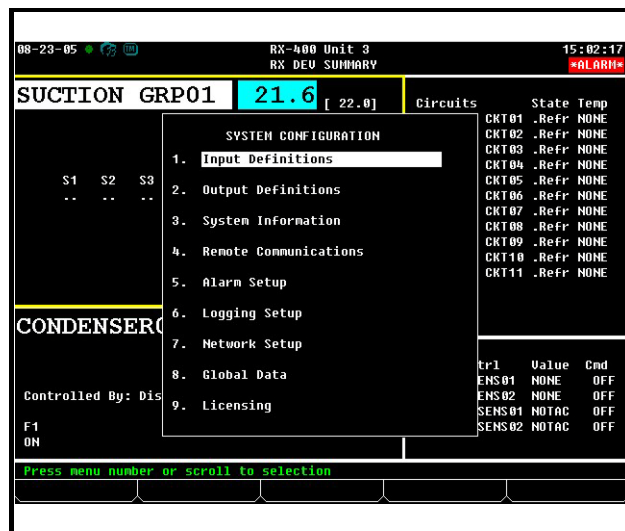 08-23-05 RX-400 Unit 3 15:02:17
RX DEV SUMMARY *ALARM*
SUCTION GRP01 21.6 [ 22.0]
S1 S2 S3
.. .. ..
CONDENSER
Controlled By: Dis
F1
ON
SYSTEM CONFIGURATION
1. Input Definitions
2. Output Definitions
3. System Information
4. Remote Communications
5. Alarm Setup
6. Logging Setup
7. Network Setup
8. Global Data
9. Licensing
Circuits State Temp
CKT01 .Refr NONE
CKT02 .Refr NONE
CKT03 .Refr NONE
CKT04 .Refr NONE
CKT05 .Refr NONE
CKT06 .Refr NONE
CKT07 .Refr NONE
CKT08 .Refr NONE
CKT09 .Refr NONE
CKT10 .Refr NONE
CKT11 .Refr NONE
trl Value Cmd
ENS01 NONE OFF
ENS02 NONE OFF
SENS01 NOTAC OFF
SENS02 NOTAC OFF
Press menu number or scroll to selection